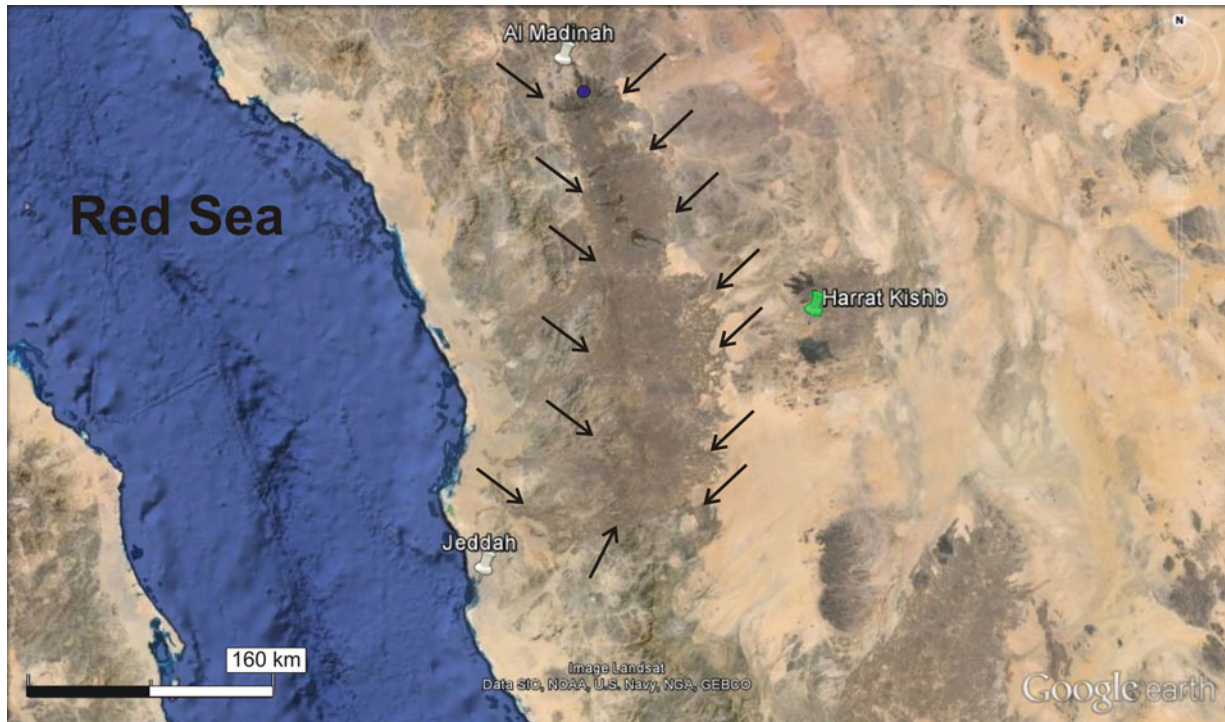 N
Al Madinah
Red Sea
Harrat Kishb
Jeddah
160 km
Image Landsat
Data SIO, NOAA, U.S. Navy, NGA, GEBCO
Google earth